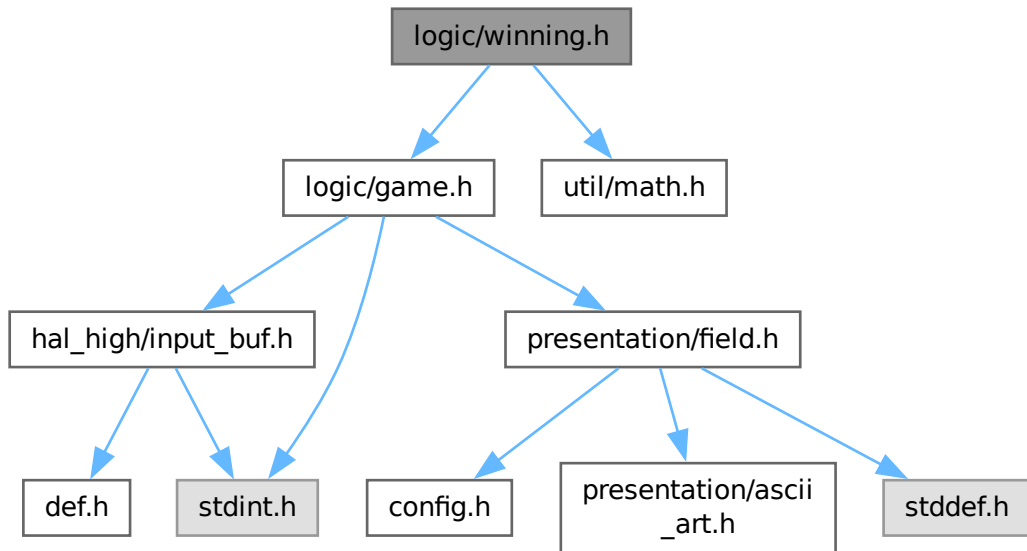 logic/winning.h
logic/game.h
util/math.h
hal_high/input_buf.h
presentation/field.h
def.h
stdint.h
config.h
presentation/ascii
_art.h
stddef.h